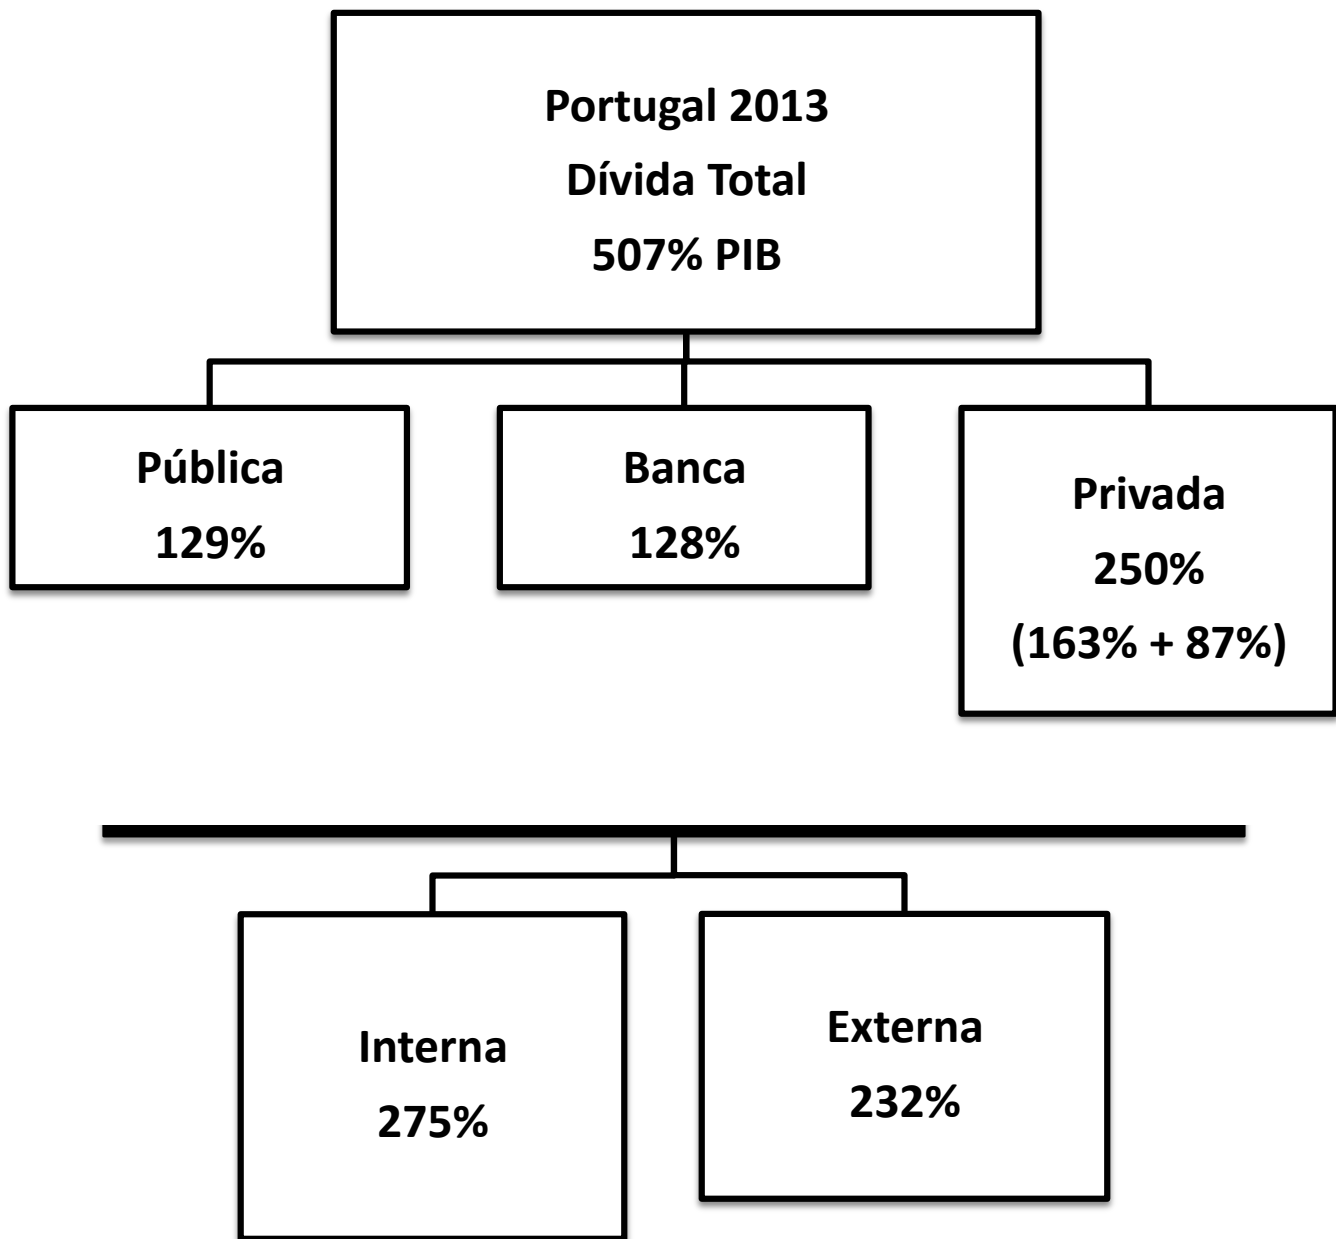 Portugal 2013
Dívida Total
507% PIB
Pública
129%
Banca
128%
Privada
250%
(163% + 87%)
Interna
275%
Externa
232%